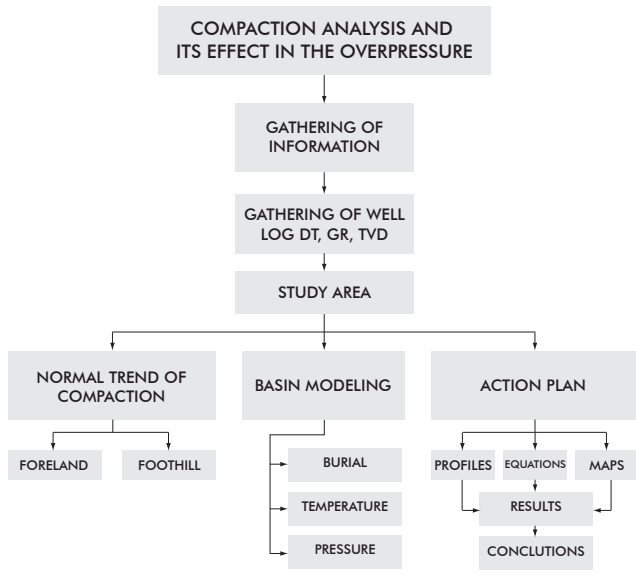 COMPACTION ANALYSIS AND
ITS EFFECT IN THE OVERPRESSURE
GATHERING OF
INFORMATION
GATHERING OF WELL
LOG DT, GR, TVD
STUDY AREA
NORMAL TREND OF
COMPACTION
FORELAND
FOOTHILL
BASIN MODELING
BURIAL
TEMPERATURE
PRESSURE
ACTION PLAN
PROFILES
EQUATIONS
MAPS
RESULTS
CONCLUTIONS